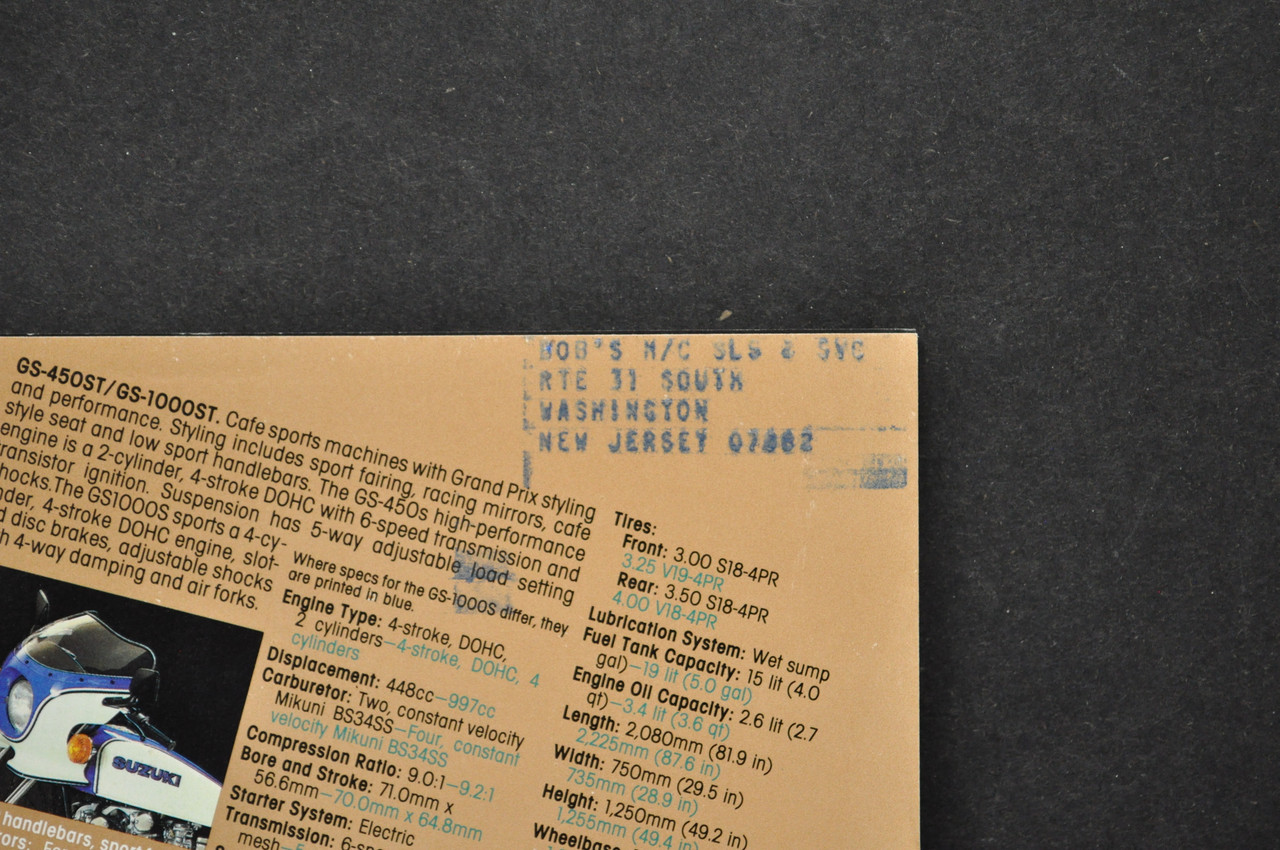 BOB'S M/C SLS & SVC
RTE 31 SOUTH
WASHINGTON
NEW JERSEY 07882
GS-450ST/GS-1000ST. Cafe sports machines with Grand Prix styling
and performance. Styling includes sport fairing, racing mirrors, cafe
style seat and low sport handlebars. The GS-450s high-performance
engine is a 2-cylinder, 4-stroke DOHC with 6-speed transmission and
transistor ignition. Suspension has 5-way adjustable load setting
hocks. The GS1000S sports a 4-cy-
nder, 4-stroke DOHC engine, slot-
d disc brakes, adjustable shocks
h 4-way damping and air forks.
Where specs for the GS-1000S differ, they
are printed in blue.
Engine Type: 4-stroke, DOHC,
2 cylinders—4-stroke, DOHC, 4
cylinders
Displacement: 448cc—997cc
Carburetor: Two, constant velocity
Mikuni BS34SS—Four, constant
velocity Mikuni BS34SS
Compression Ratio: 9.0:1—9.2:1
Bore and Stroke: 71.0mm x
56.6mm—70.0mm x 64.8mm
Starter System: Electric
Transmission: 6-sp
mesh—5
Tires:
Front: 3.00 S18-4PR
3.25 V19-4PR
Rear: 3.50 S18-4PR
4.00 V18-4PR
Lubrication System: Wet sump
Fuel Tank Capacity: 15 lit (4.0
gal)—19 lit (5.0 gal)
Engine Oil Capacity: 2.6 lit (2.7
qt)—3.4 lit (3.6 qt)
Length: 2,080mm (81.9 in)
2,225mm (87.6 in)
Width: 750mm (29.5 in)
735mm (28.9 in)
Height: 1,250mm (49.2 in)
1,255mm (49.4 in)
Wheelbase
SUZUKI
handlebars, sport